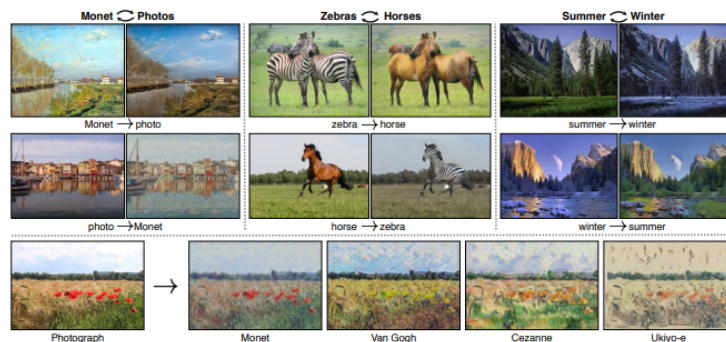 Monet ⟳ Photos
Zebras ⟳ Horses
Summer ⟳ Winter
Monet → photo
zebra → horse
summer → winter
photo → Monet
horse → zebra
winter → summer
Photograph
Monet
Van Gogh
Cezanne
Ukiyo-e